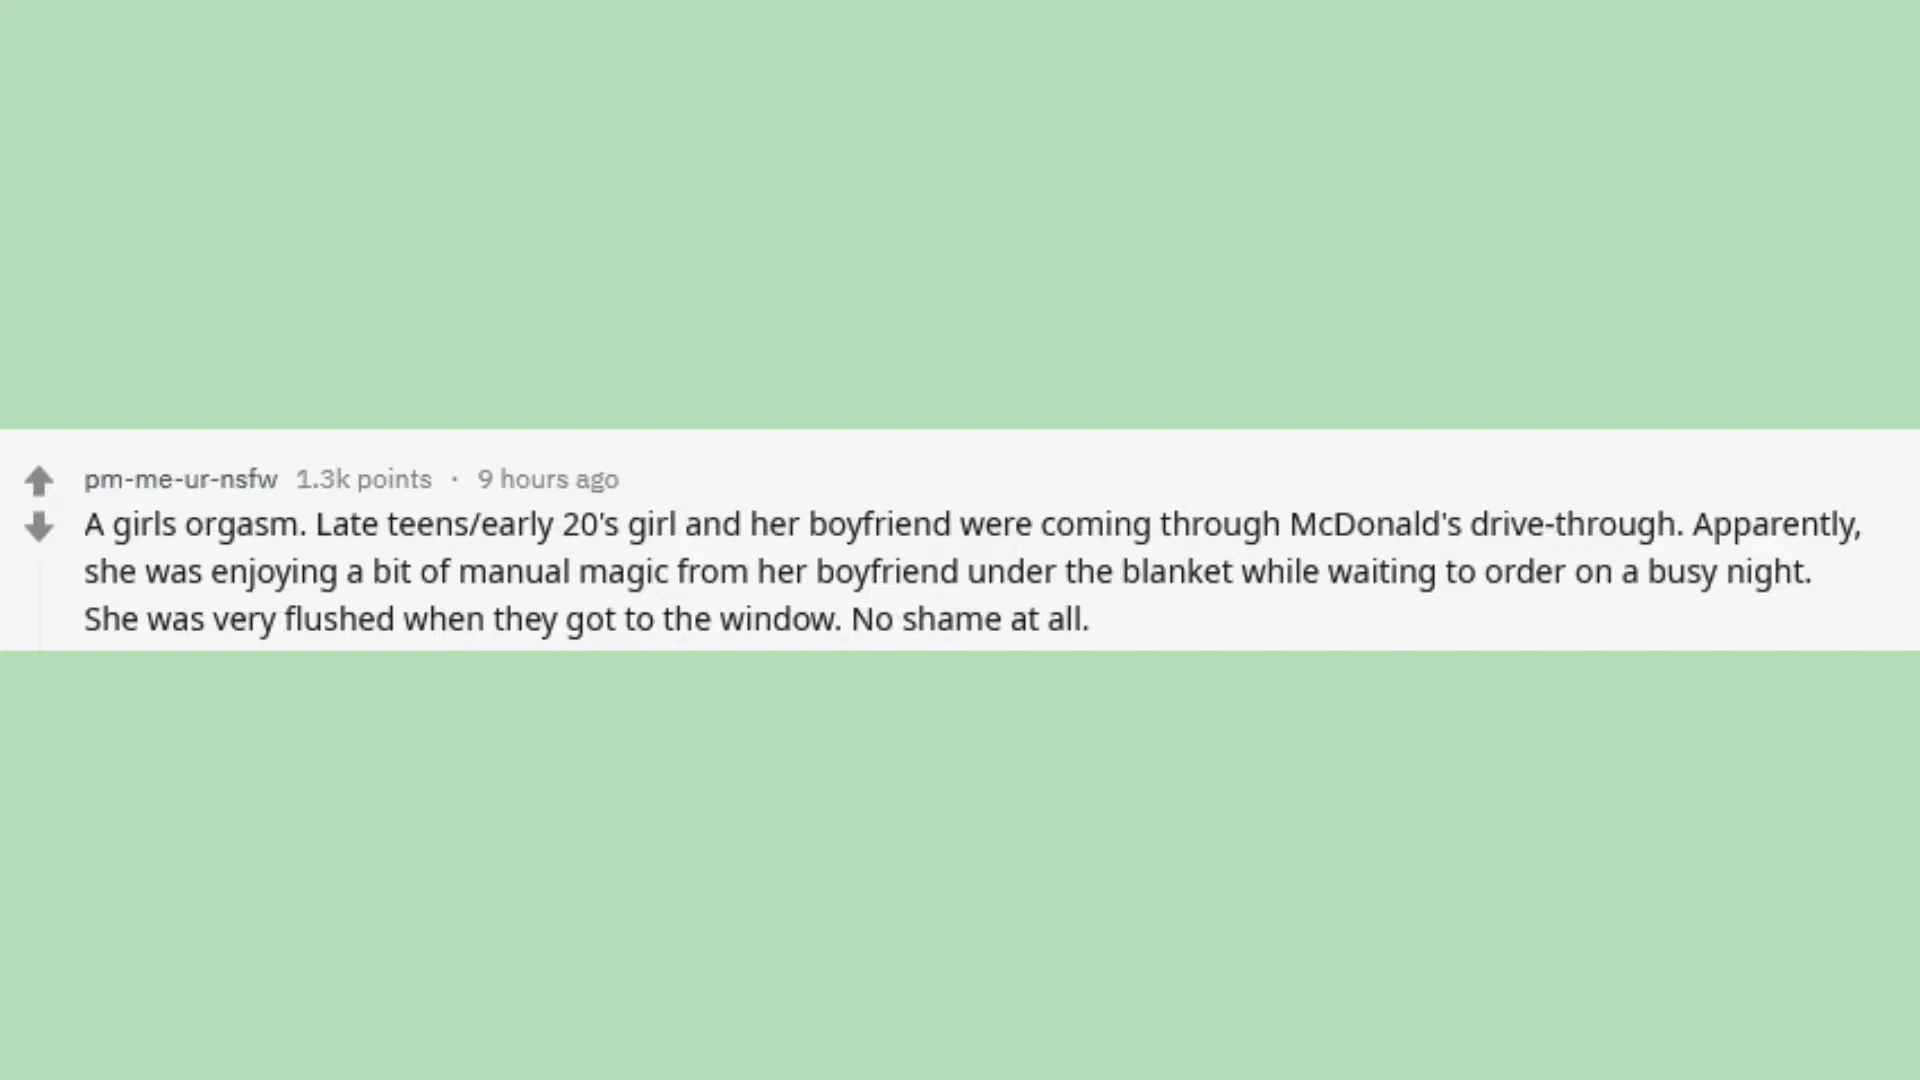 pm-me-ur-nsfw 1.3k points · 9 hours ago
A girls orgasm. Late teens/early 20's girl and her boyfriend were coming through McDonald's drive-through. Apparently,
she was enjoying a bit of manual magic from her boyfriend under the blanket while waiting to order on a busy night.
She was very flushed when they got to the window. No shame at all.